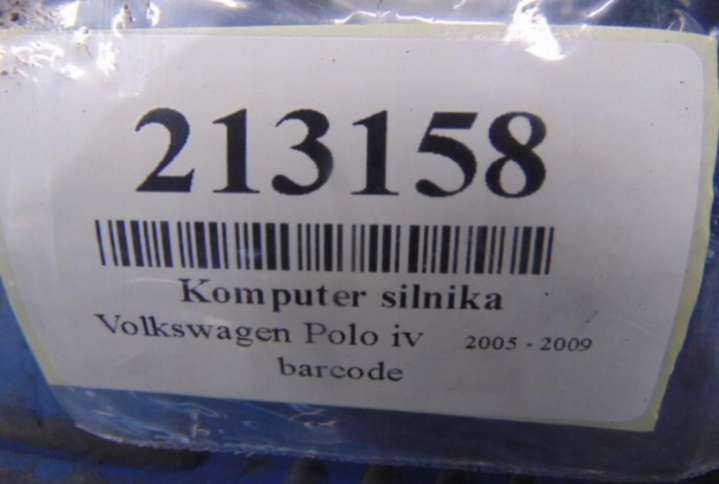 213158
Komputer silnika
Volkswagen Polo iv 2005 - 2009
barcode